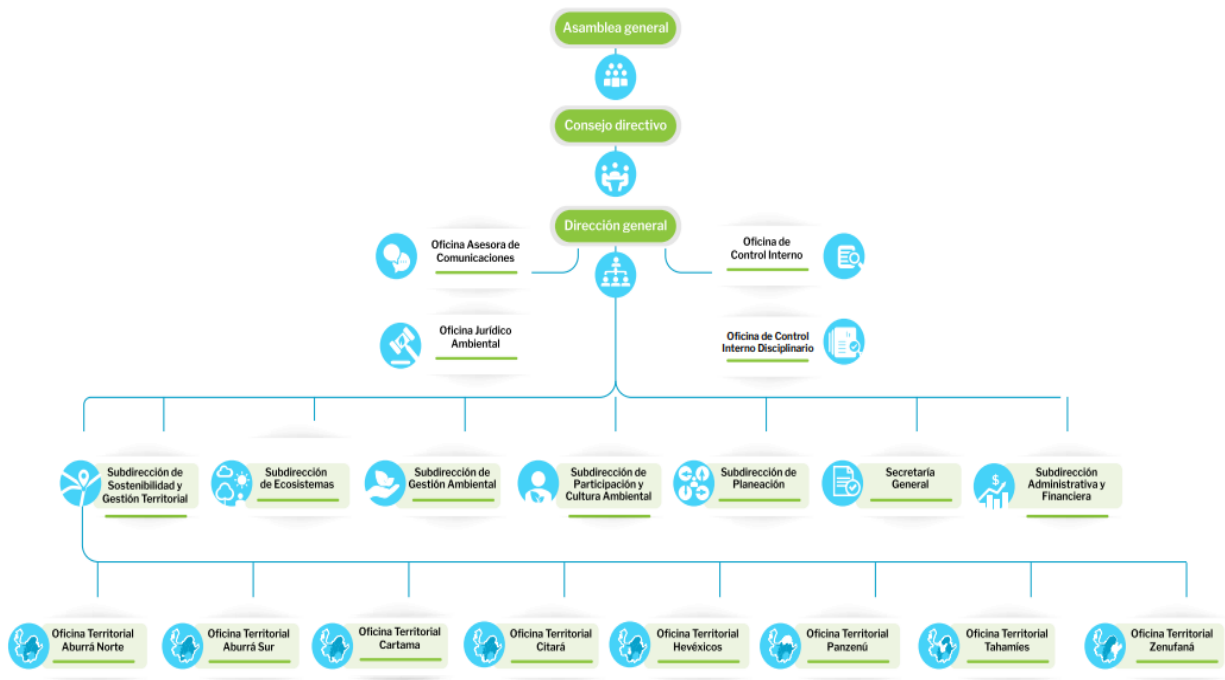 Asamblea general
Consejo directivo
Dirección general
Oficina Asesora de
Comunicaciones
Oficina de
Control Interno
Oficina Jurídico
Ambiental
Oficina de Control
Interno Disciplinario
Subdirección de
Sostenibilidad y
Gestión Territorial
Subdirección
de Ecosistemas
Subdirección de
Gestión Ambiental
Subdirección de
Participación y
Cultura Ambiental
Subdirección de
Planeación
Secretaría
General
$
Subdirección
Administrativa y
Financiera
Oficina Territorial
Aburrá Norte
Oficina Territorial
Aburrá Sur
Oficina Territorial
Cartama
Oficina Territorial
Citará
Oficina Territorial
Hevéxicos
Oficina Territorial
Panzenú
Oficina Territorial
Tahamíes
Oficina Territorial
Zenufaná